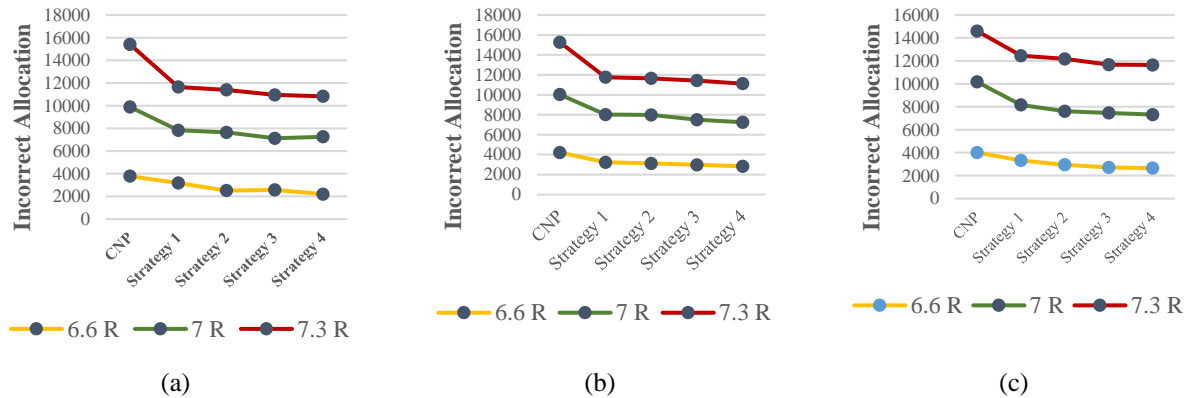 Incorrect Allocation
18000
16000
14000
12000
10000
8000
6000
4000
2000
0
CNP
Strategy 1
Strategy 2
Strategy 3
Strategy 4
6.6 R 7 R 7.3 R
(a)
Incorrect Allocation
18000
16000
14000
12000
10000
8000
6000
4000
2000
0
CNP
Strategy 1
Strategy 2
Strategy 3
Strategy 4
6.6 R 7 R 7.3 R
(b)
Incorrect Allocation
16000
14000
12000
10000
8000
6000
4000
2000
0
CNP
Strategy 1
Strategy 2
Strategy 3
Strategy 4
6.6 R 7 R 7.3 R
(c)